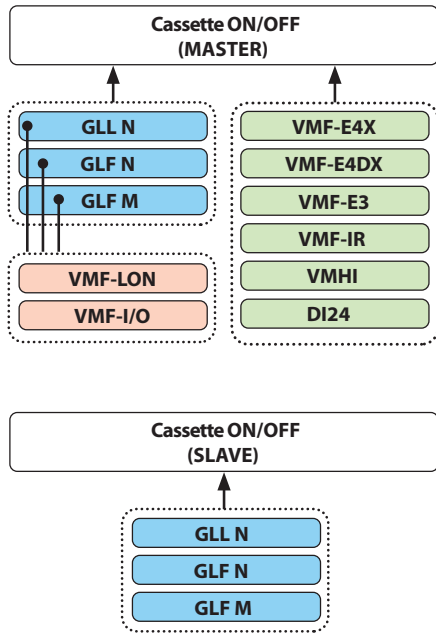 Cassette ON/OFF
(MASTER)
GLL N
GLF N
GLF M
VMF-LON
VMF-I/O
VMF-E4X
VMF-E4DX
VMF-E3
VMF-IR
VMHI
DI24
Cassette ON/OFF
(SLAVE)
GLL N
GLF N
GLF M